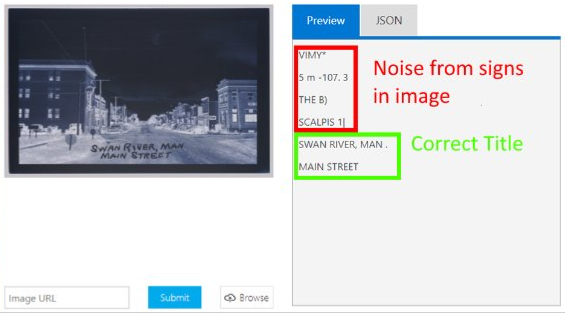 SWAN RIVER, MAN
MAIN STREET
Image URL
Submit
Browse
Preview
JSON
VIMY*
5 m -107. 3
THE B)
SCALPIS 1|
SWAN RIVER, MAN .
MAIN STREET
Noise from signs
in image
Correct Title